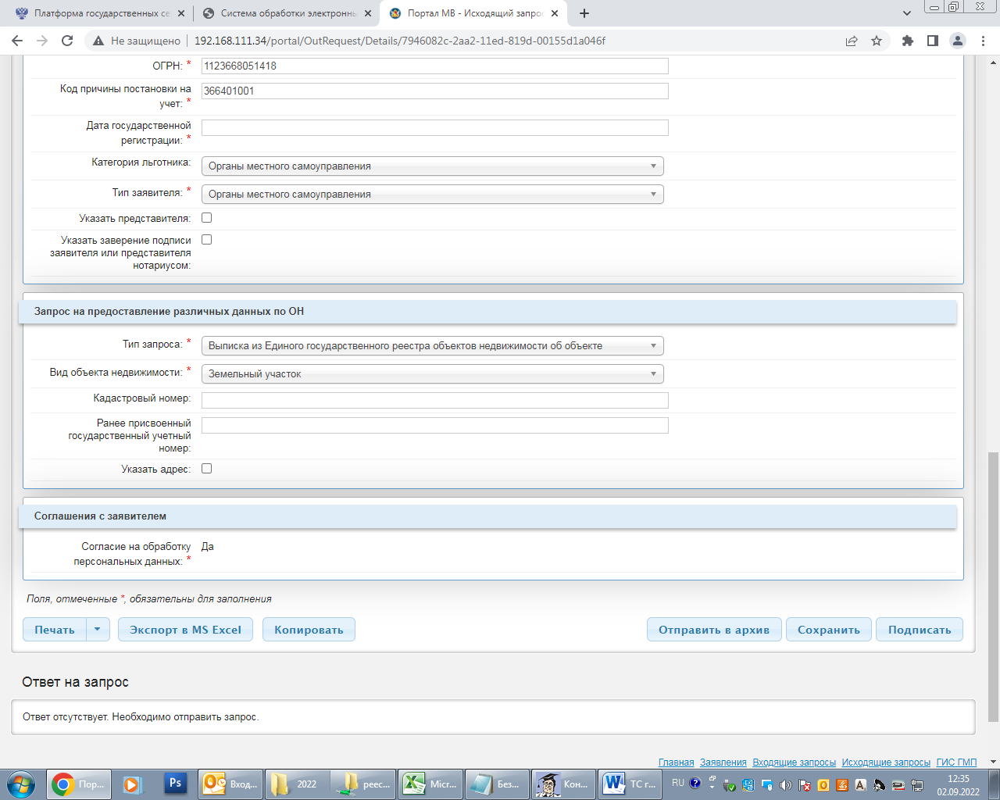 Платформа государственных се
Система обработки электроннь
Портал МВ - Исходящий запрос
Не защищено
192.168.111.34/portal/OutRequest/Details/7946082c-2aa2-11ed-819d-00155d1a046f
ОГРН: *
1123668051418
Код причины постановки на
учет: *
366401001
Дата государственной
регистрации: *
Категория льготника:
Органы местного самоуправления
Тип заявителя: *
Органы местного самоуправления
Указать представителя:
Указать заверение подписи
заявителя или представителя
нотариусом:
Запрос на предоставление различных данных по ОН
Тип запроса: *
Выписка из Единого государственного реестра объектов недвижимости об объекте
Вид объекта недвижимости: *
Земельный участок
Кадастровый номер:
Ранее присвоенный
государственный учетный
номер:
Указать адрес:
Соглашения с заявителем
Согласие на обработку
персональных данных: *
Да
Поля, отмеченные *, обязательны для заполнения
Печать
Экспорт в MS Excel
Копировать
Отправить в архив
Сохранить
Подписать
Ответ на запрос
Ответ отсутствует. Необходимо отправить запрос.
Главная Заявления Входящие запросы Исходящие запросы ГИС ГМП
Пор...
Ps
Вход...
2022
реес...
Micr...
Без...
Кон...
ТС г...
RU
12:35
02.09.2022